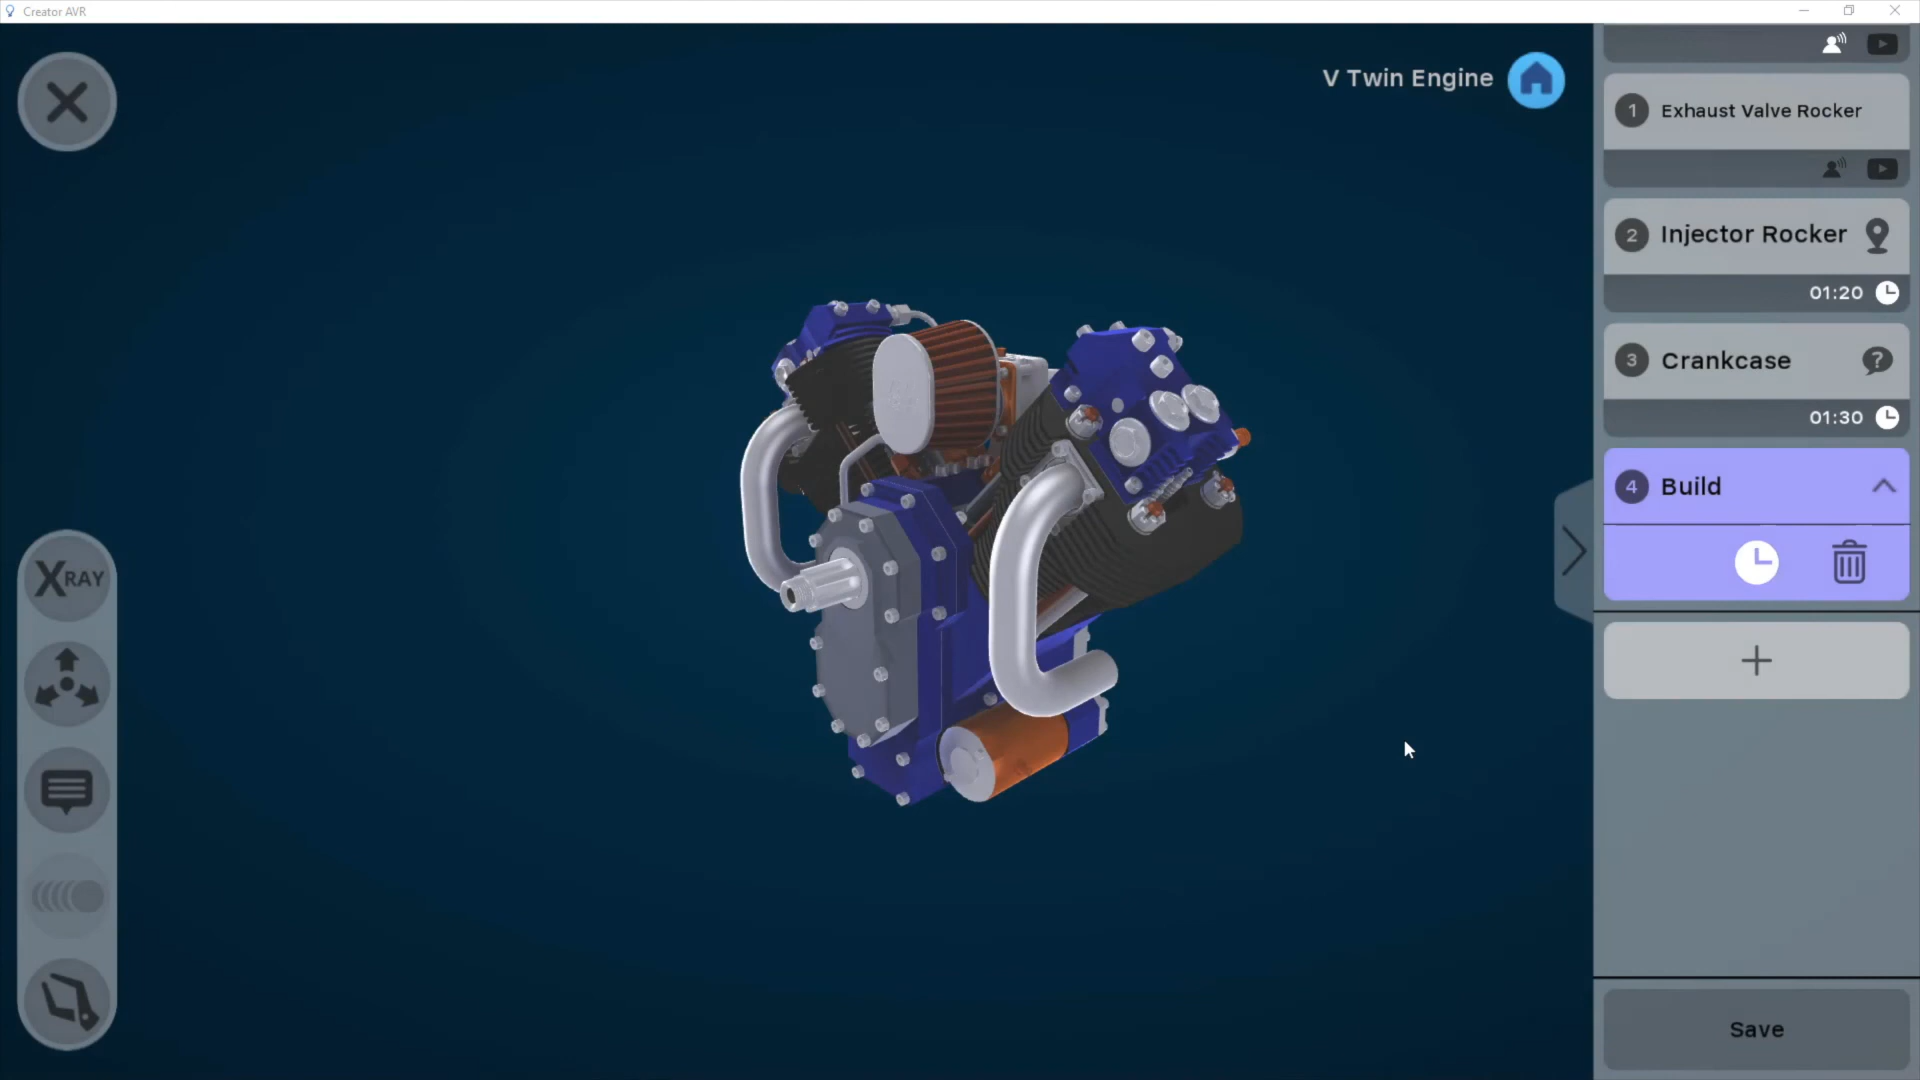 Creator AVR
V Twin Engine
1 Exhaust Valve Rocker
2 Injector Rocker
01:20
3 Crankcase ?
01:30
4 Build
XRAY
+
Save